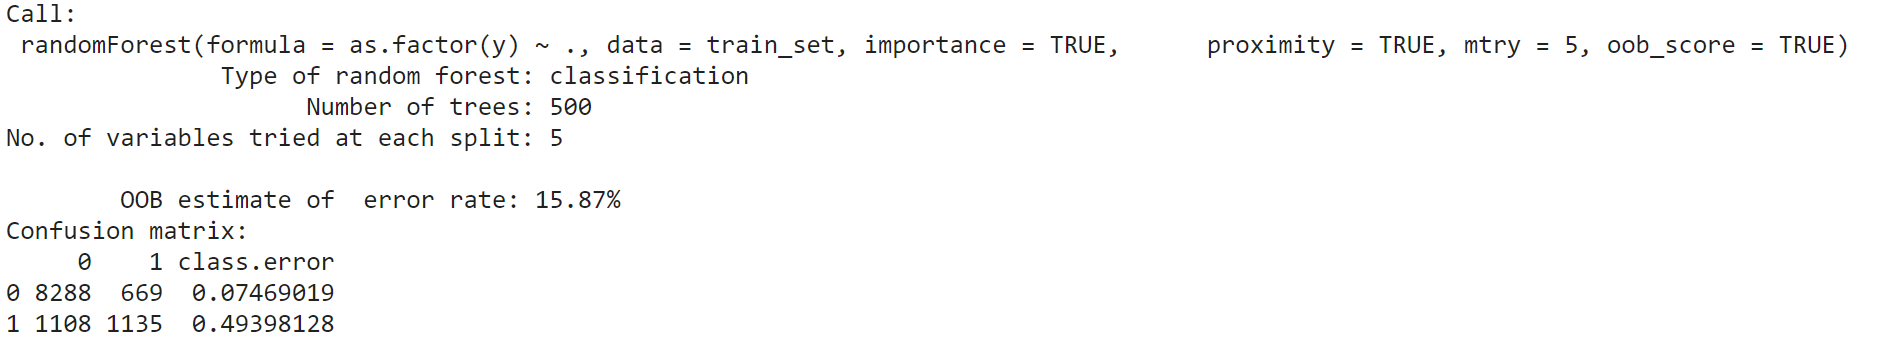 Call:
 randomForest(formula = as.factor(y) ~ ., data = train_set, importance = TRUE,      proximity = TRUE, mtry = 5, oob_score = TRUE)
               Type of random forest: classification
                     Number of trees: 500
No. of variables tried at each split: 5

        OOB estimate of  error rate: 15.87%
Confusion matrix:
     0    1 class.error
0 8288  669  0.07469019
1 1108 1135  0.49398128